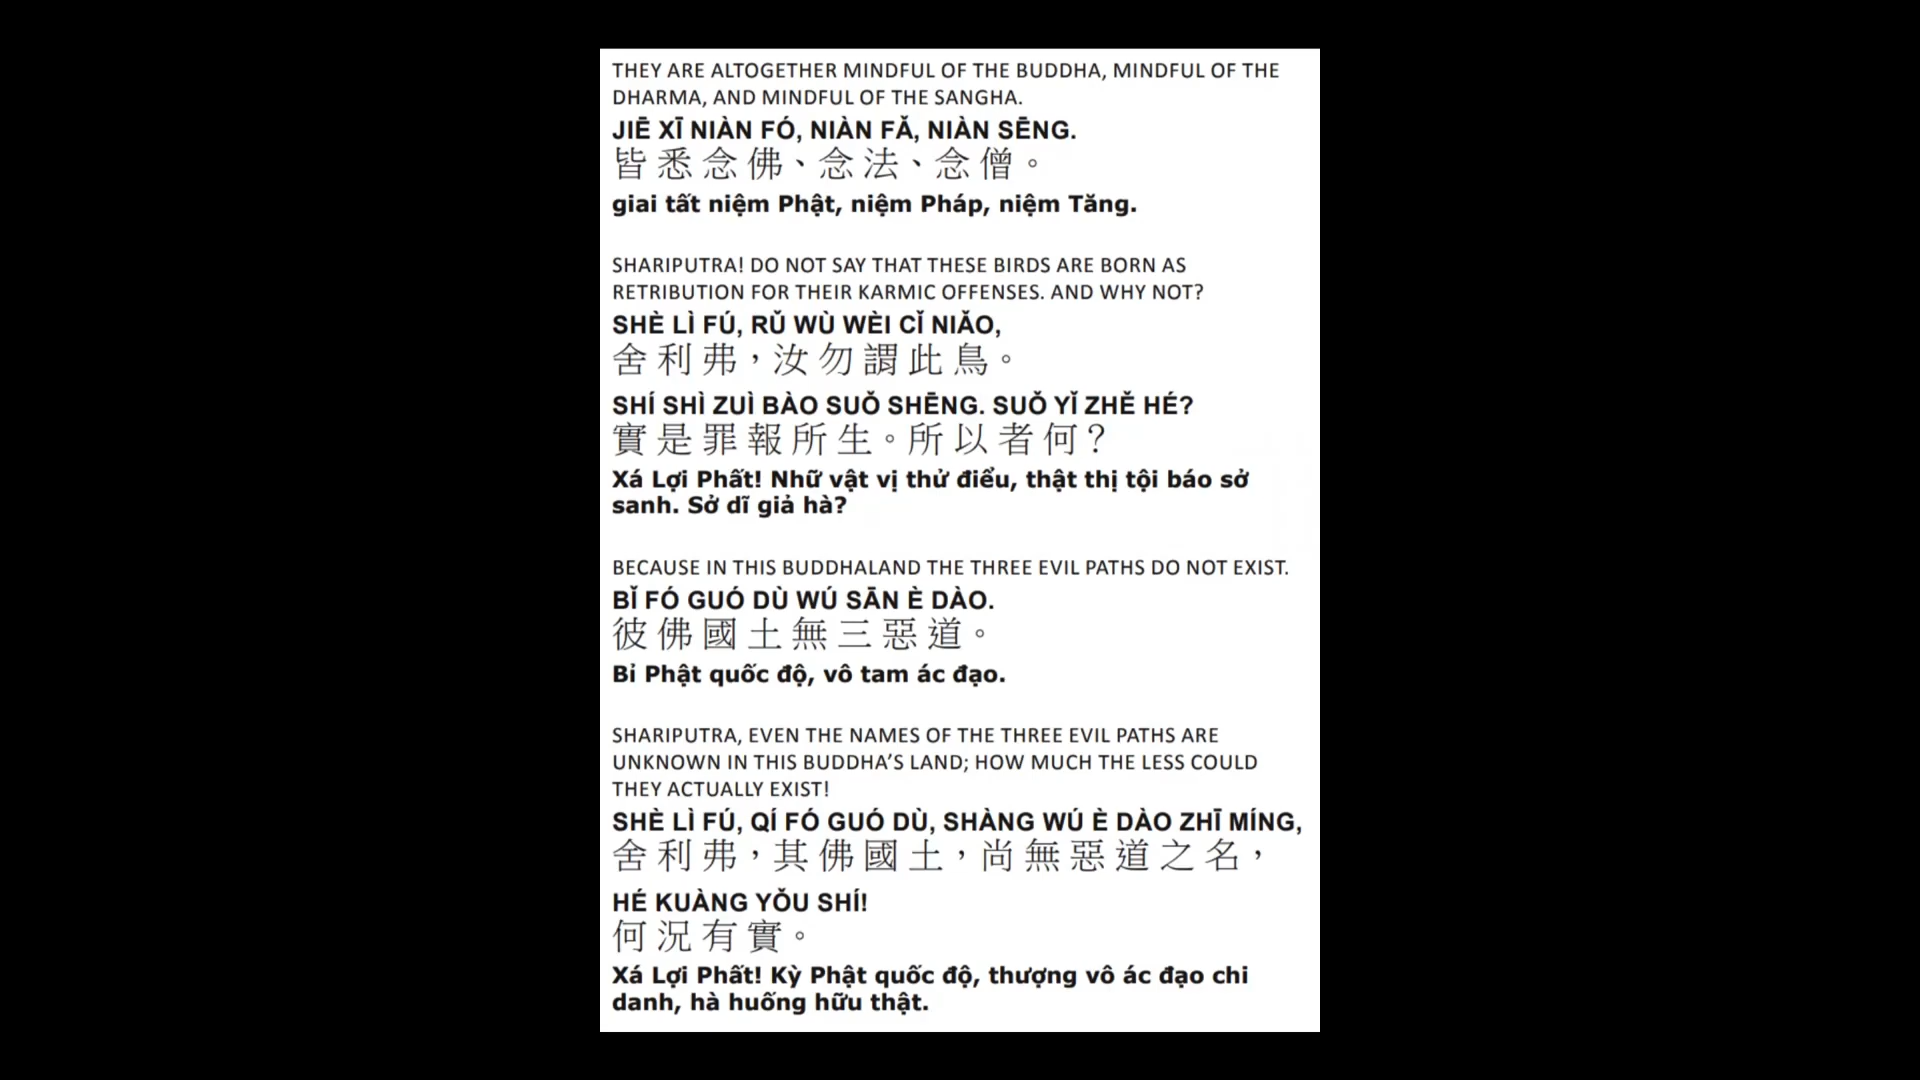 THEY ARE ALTOGETHER MINDFUL OF THE BUDDHA, MINDFUL OF THE
DHARMA, AND MINDFUL OF THE SANGHA.
JIĒ XĪ NIÀN FÓ, NIÀN FǍ, NIÀN SĒNG.
皆悉念佛、念法、念僧。
giai tất niệm Phật, niệm Pháp, niệm Tăng.
SHARIPUTRA! DO NOT SAY THAT THESE BIRDS ARE BORN AS
RETRIBUTION FOR THEIR KARMIC OFFENSES. AND WHY NOT?
SHÈ LÌ FÚ, RǓ WÙ WÈI CǏ NIǍO,
舍利弗，汝勿謂此鳥。
SHÍ SHÌ ZUÌ BÀO SUǑ SHĒNG. SUǑ YǏ ZHĚ HÉ?
實是罪報所生。所以者何？
Xá Lợi Phất! Nhữ vật vị thử điểu, thật thị tội báo sở
sanh. Sở dĩ giả hà?
BECAUSE IN THIS BUDDHALAND THE THREE EVIL PATHS DO NOT EXIST.
BǏ FÓ GUÓ DÙ WÚ SĀN È DÀO.
彼佛國土無三惡道。
Bỉ Phật quốc độ, vô tam ác đạo.
SHARIPUTRA, EVEN THE NAMES OF THE THREE EVIL PATHS ARE
UNKNOWN IN THIS BUDDHA’S LAND; HOW MUCH THE LESS COULD
THEY ACTUALLY EXIST!
SHÈ LÌ FÚ, QÍ FÓ GUÓ DÙ, SHÀNG WÚ È DÀO ZHĪ MÍNG,
舍利弗，其佛國土，尚無惡道之名，
HÉ KUÀNG YǑU SHÍ!
何況有實。
Xá Lợi Phất! Kỳ Phật quốc độ, thượng vô ác đạo chi
danh, hà huống hữu thật.